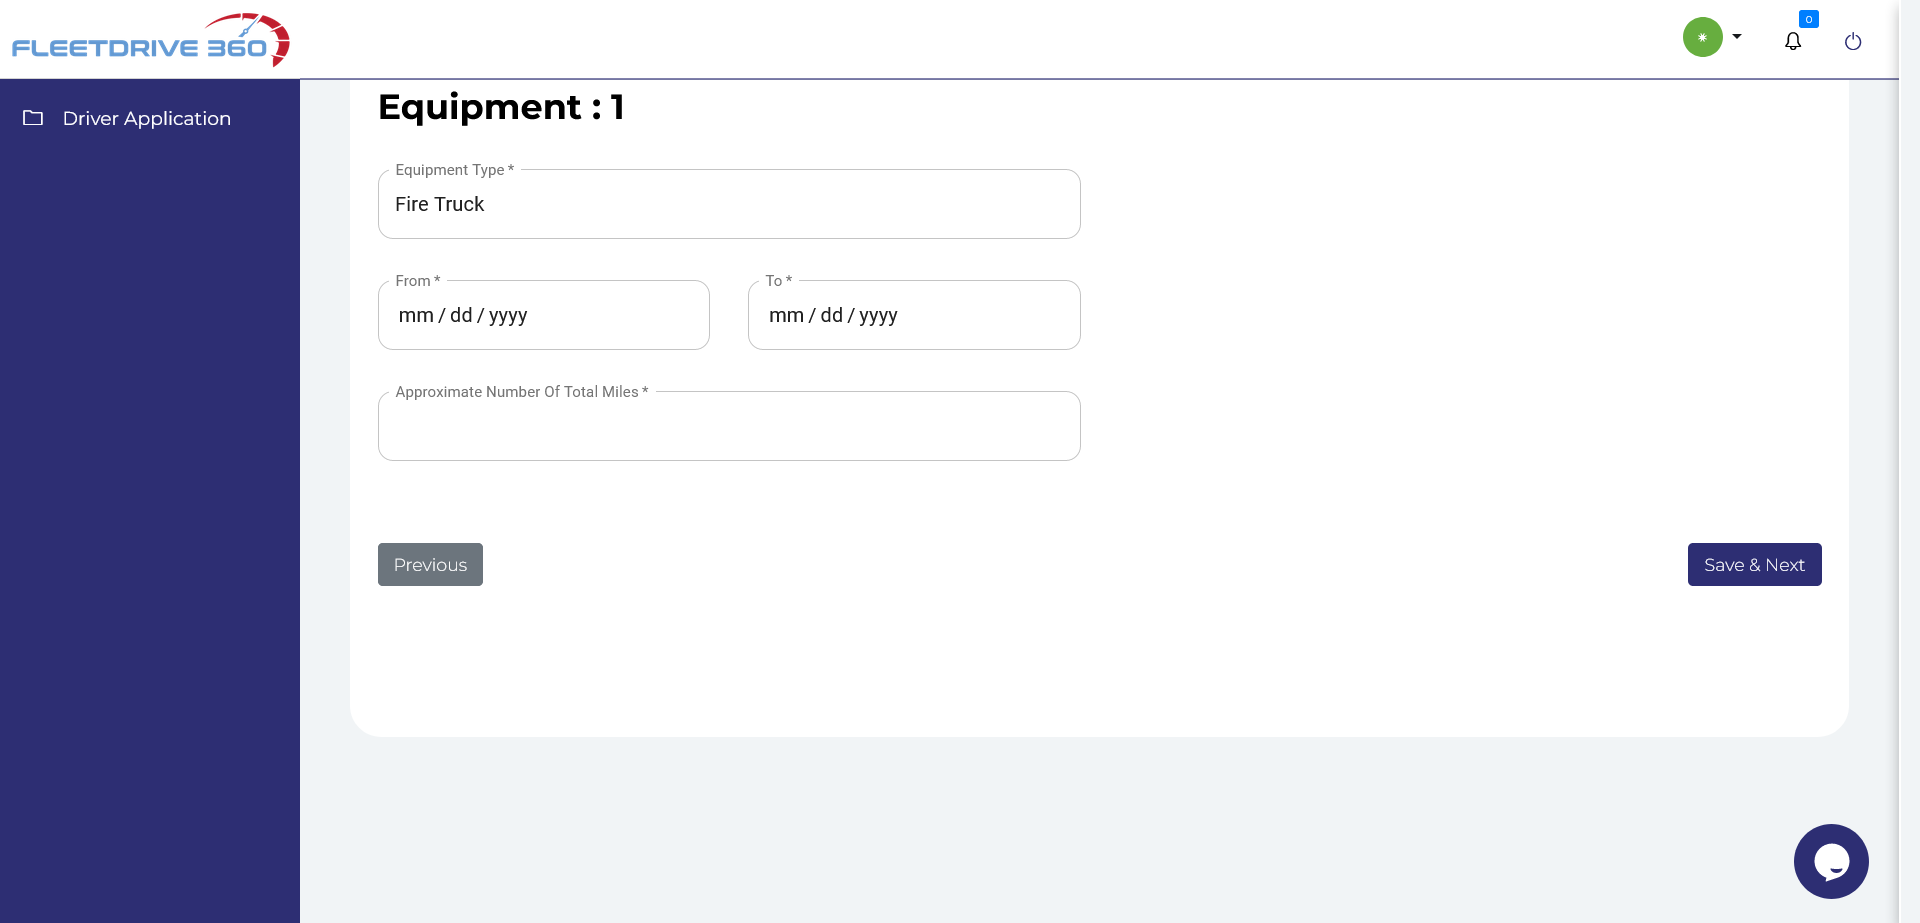 FLEETDRIVE 360
0
Driver Application
Equipment : 1
Equipment Type *
Fire Truck
From *
To *
mm / dd / yyyy
mm / dd / yyyy
Approximate Number Of Total Miles *
Previous
Save & Next